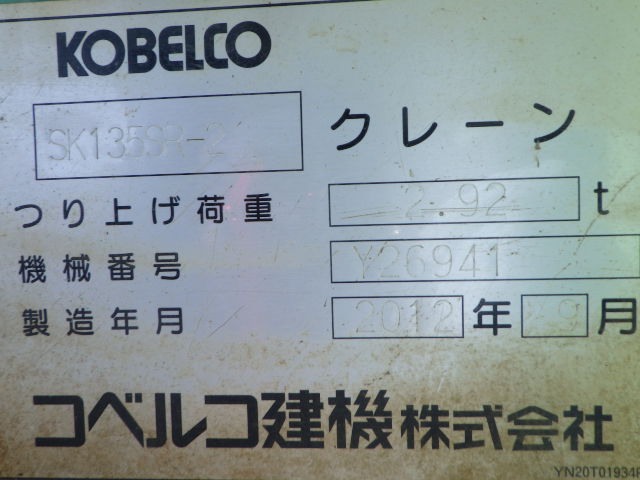 KOBELCO
SK135SR-2 クレーン
つり上げ荷重 2.92 t
機械番号 Y26941
製造年月 2012 年 9 月
コベルコ建機株式会社
YN20T01934P